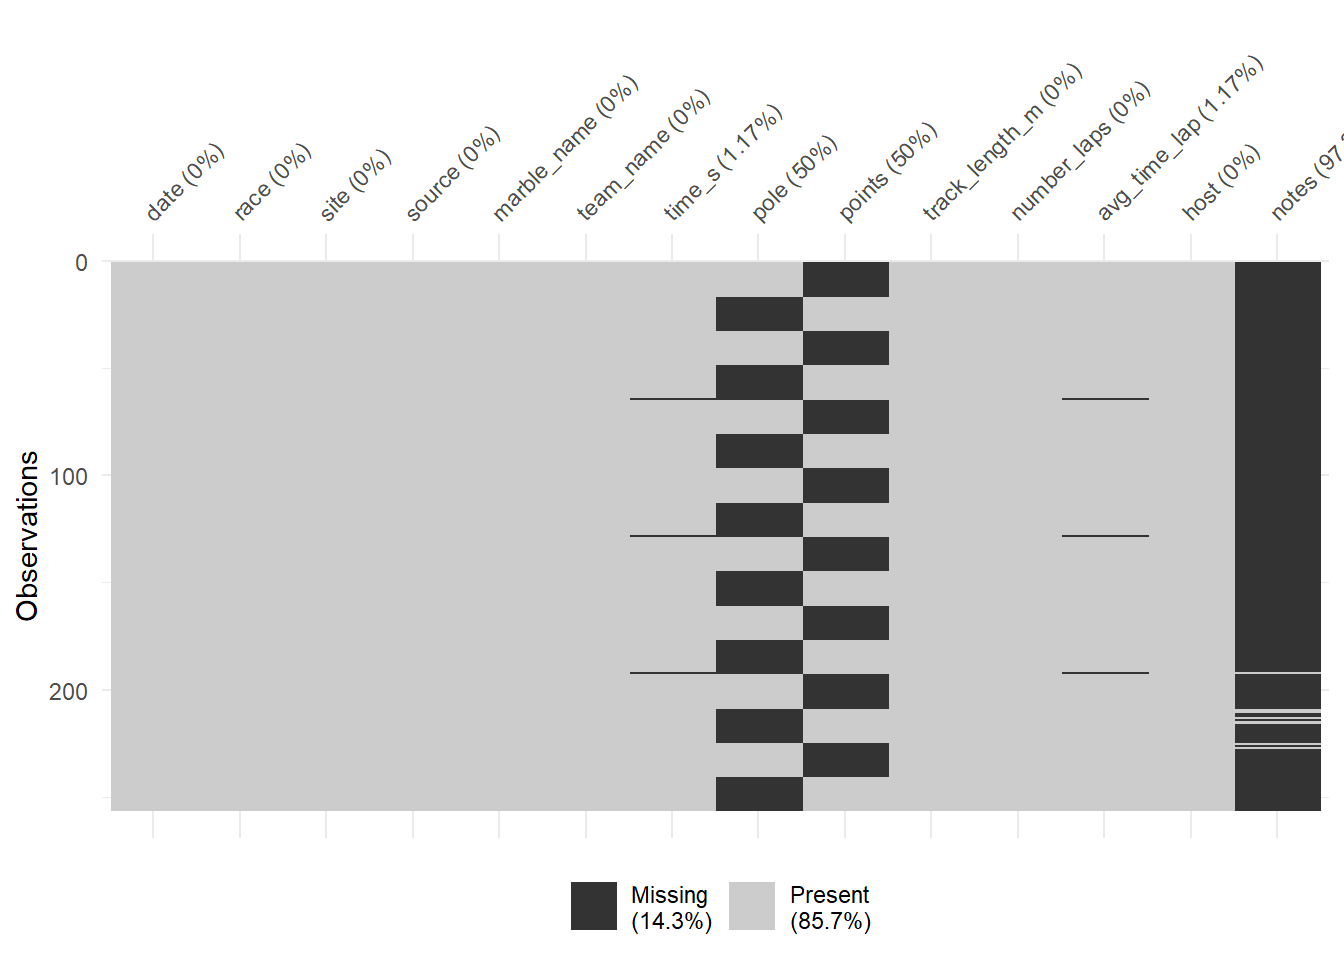 date (0%)
race (0%)
site (0%)
source (0%)
marble_name (0%)
team_name (0%)
time_s (1.17%)
pole (50%)
points (50%)
track_length_m (0%)
number_laps (0%)
avg_time_lap (1.17%)
host (0%)
notes (97.
0
100
200
Observations
Missing
(14.3%)
Present
(85.7%)